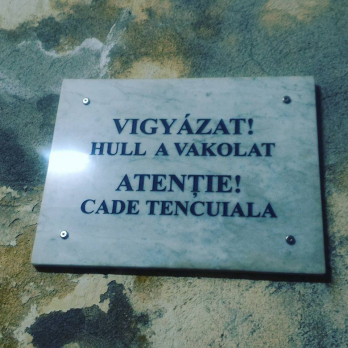 VIGYÁZAT!
HULL A VAKOLAT
ATENȚIE!
CADE TENCUIALA